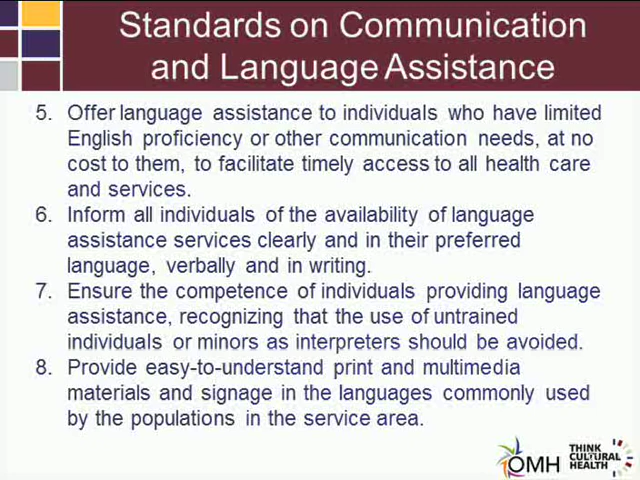 Standards on Communication
and Language Assistance
5. Offer language assistance to individuals who have limited
English proficiency or other communication needs, at no
cost to them, to facilitate timely access to all health care
and services.
6. Inform all individuals of the availability of language
assistance services clearly and in their preferred
language, verbally and in writing.
7. Ensure the competence of individuals providing language
assistance, recognizing that the use of untrained
individuals or minors as interpreters should be avoided.
8. Provide easy-to-understand print and multimedia
materials and signage in the languages commonly used
by the populations in the service area.
OMH
THINK
CULTURAL
HEALTH